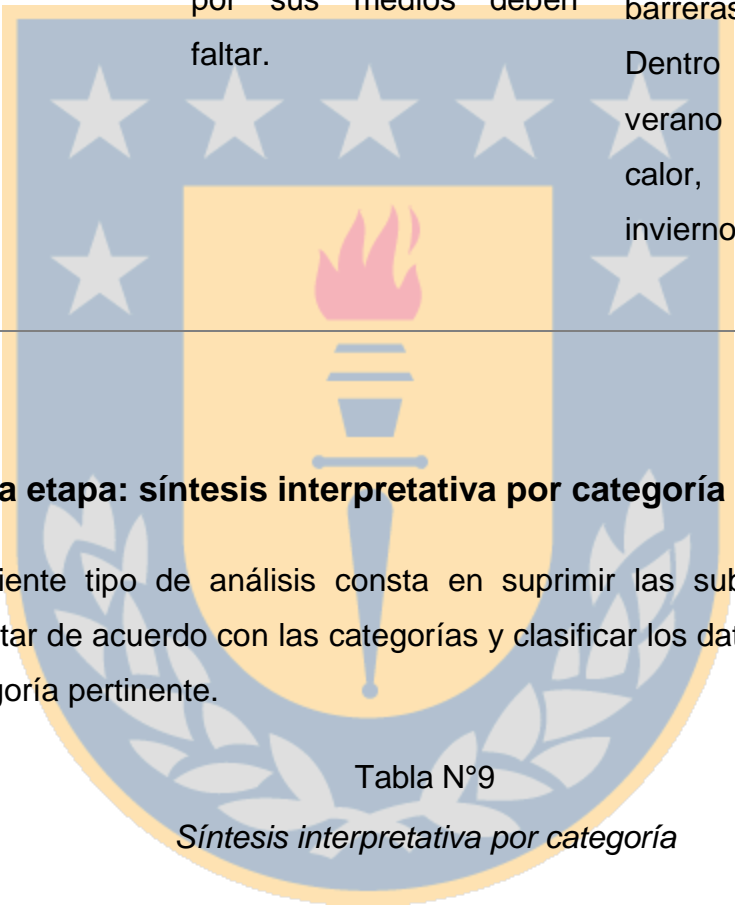 por sus medios deben
faltar.
barreras
Dentro
verano
calor,
invierno
a etapa: síntesis interpretativa por categoría
iente tipo de análisis consta en suprimir las sub
tar de acuerdo con las categorías y clasificar los dat
goría pertinente.
Tabla N°9
Síntesis interpretativa por categoría